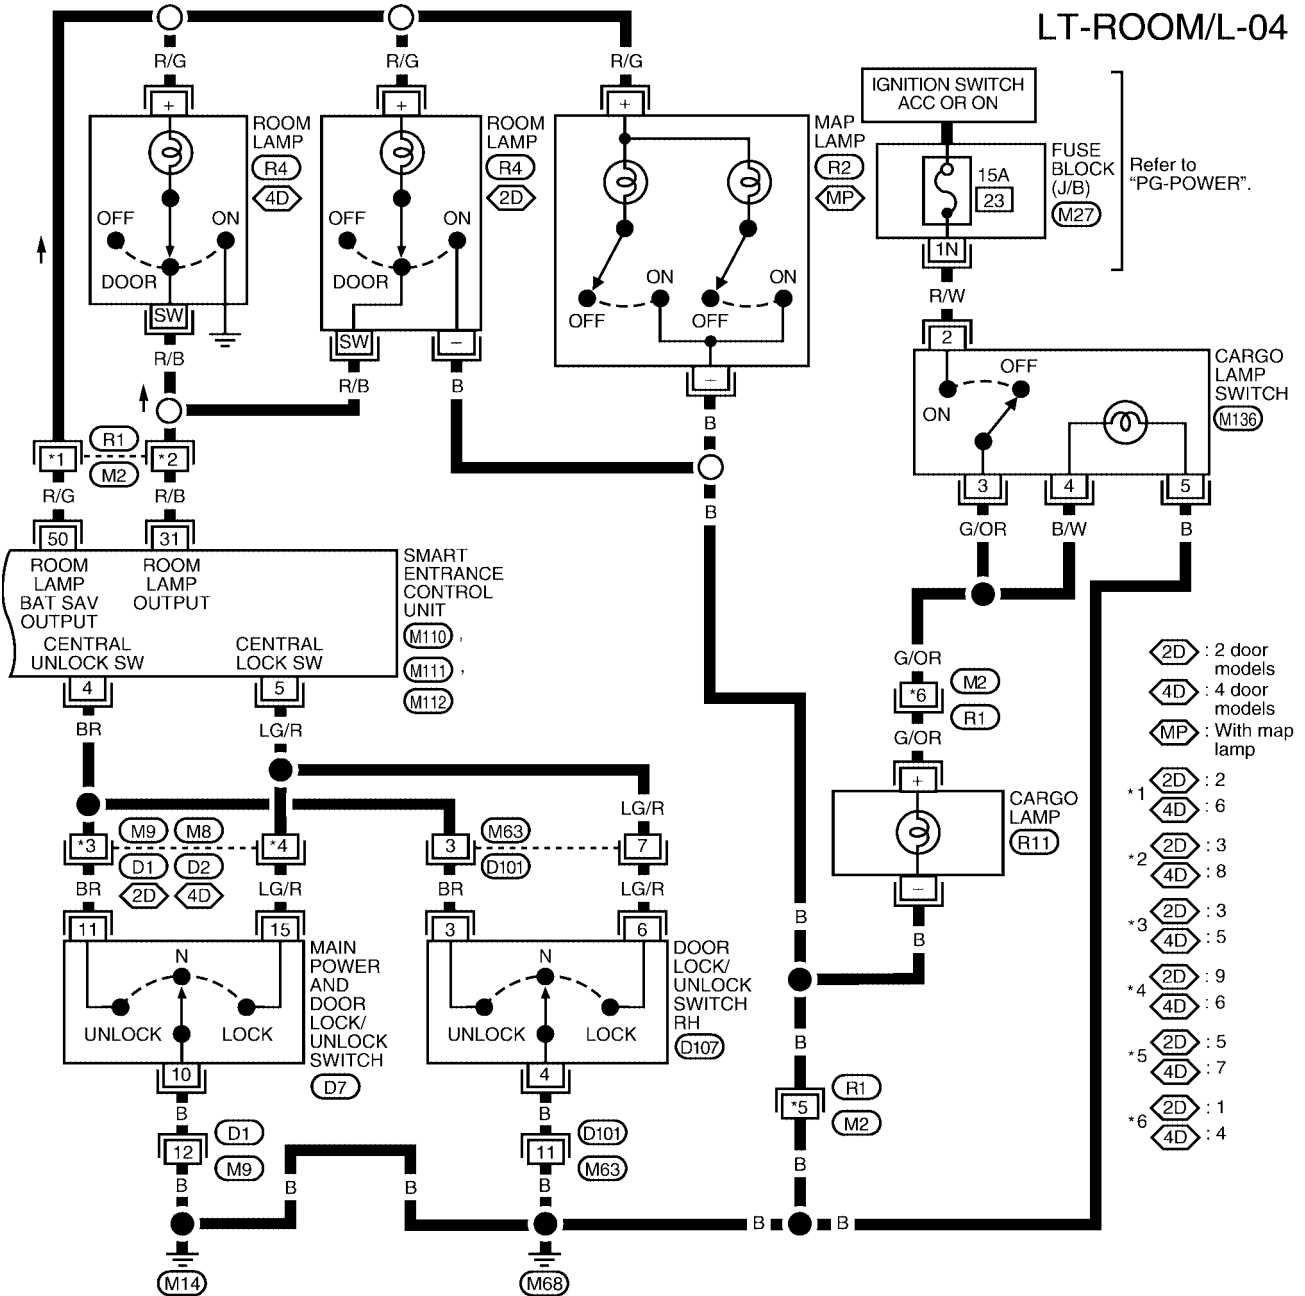 LT-ROOM/L-04
R/G
R/G
R/G
IGNITION SWITCH
ACC OR ON
+
+
+
ROOM
LAMP
R4
4D
OFF
ON
DOOR
SW
ROOM
LAMP
R4
2D
OFF
ON
DOOR
SW
–
MAP
LAMP
R2
MP
ON
OFF
ON
OFF
–
15A
23
FUSE
BLOCK
(J/B)
M27
Refer to
“PG-POWER”.
1N
R/W
2
OFF
ON
CARGO
LAMP
SWITCH
M136
3
4
5
R/B
R/B
B
B
B
G/OR
B/W
B
*1
R1
M2
*2
R/G
R/B
50
31
ROOM
LAMP
BAT SAV
OUTPUT
ROOM
LAMP
OUTPUT
CENTRAL
UNLOCK SW
CENTRAL
LOCK SW
SMART
ENTRANCE
CONTROL
UNIT
M110 ,
M111 ,
M112
4
5
BR
LG/R
LG/R
G/OR
*6
M2
R1
G/OR
+
CARGO
LAMP
R11
–
B
B
*3
M9
M8
D1
D2
2D
4D
*4
3
M63
D101
7
BR
LG/R
BR
LG/R
11
15
3
6
N
UNLOCK
LOCK
MAIN
POWER
AND
DOOR
LOCK/
UNLOCK
SWITCH
D7
N
UNLOCK
LOCK
DOOR
LOCK/
UNLOCK
SWITCH
RH
D107
10
4
B
B
B
*5
R1
M2
B
12
D1
M9
11
D101
M63
B
B
B
B
B
B
M14
M68
2D : 2 door
models
4D : 4 door
models
MP : With map
lamp
*1
2D : 2
4D : 6
*2
2D : 3
4D : 8
*3
2D : 3
4D : 5
*4
2D : 9
4D : 6
*5
2D : 5
4D : 7
*6
2D : 1
4D : 4